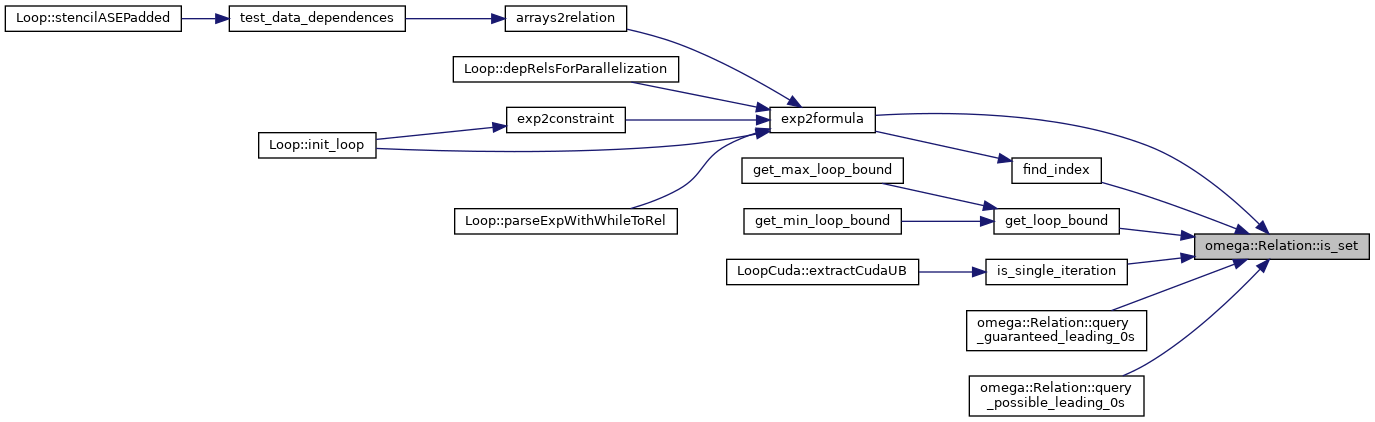 Loop::stencilASEPadded
test_data_dependences
arrays2relation
Loop::depRelsForParallelization
exp2constraint
exp2formula
Loop::init_loop
get_max_loop_bound
find_index
Loop::parseExpWithWhileToRel
get_min_loop_bound
get_loop_bound
omega::Relation::is_set
LoopCuda::extractCudaUB
is_single_iteration
omega::Relation::query
_guaranteed_leading_0s
omega::Relation::query
_possible_leading_0s